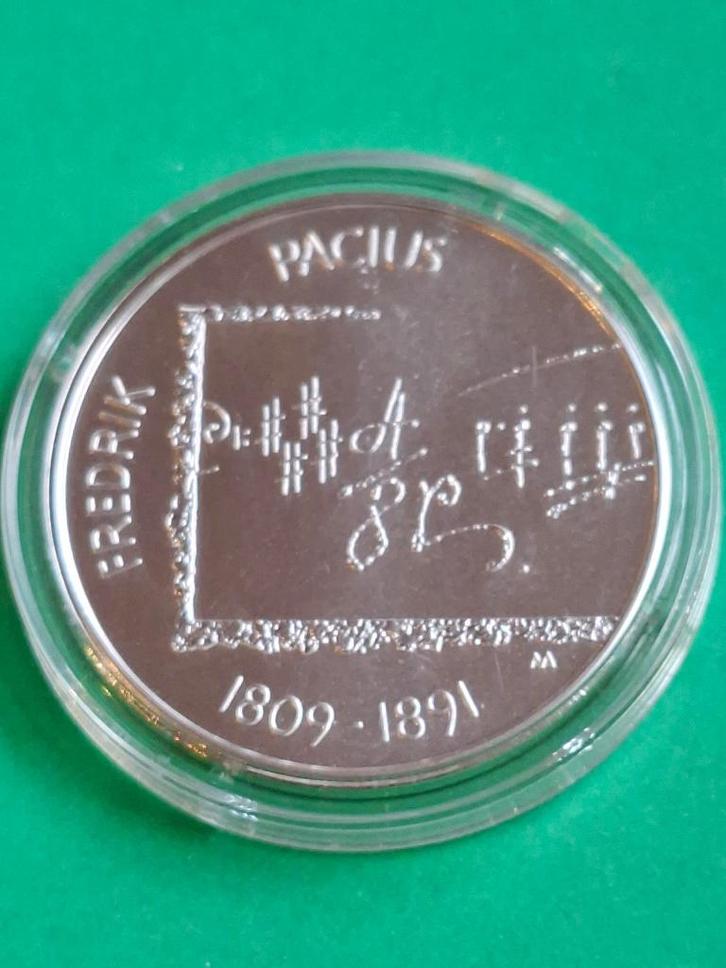 FREDRIK
PACIUS
1809 · 1891
M